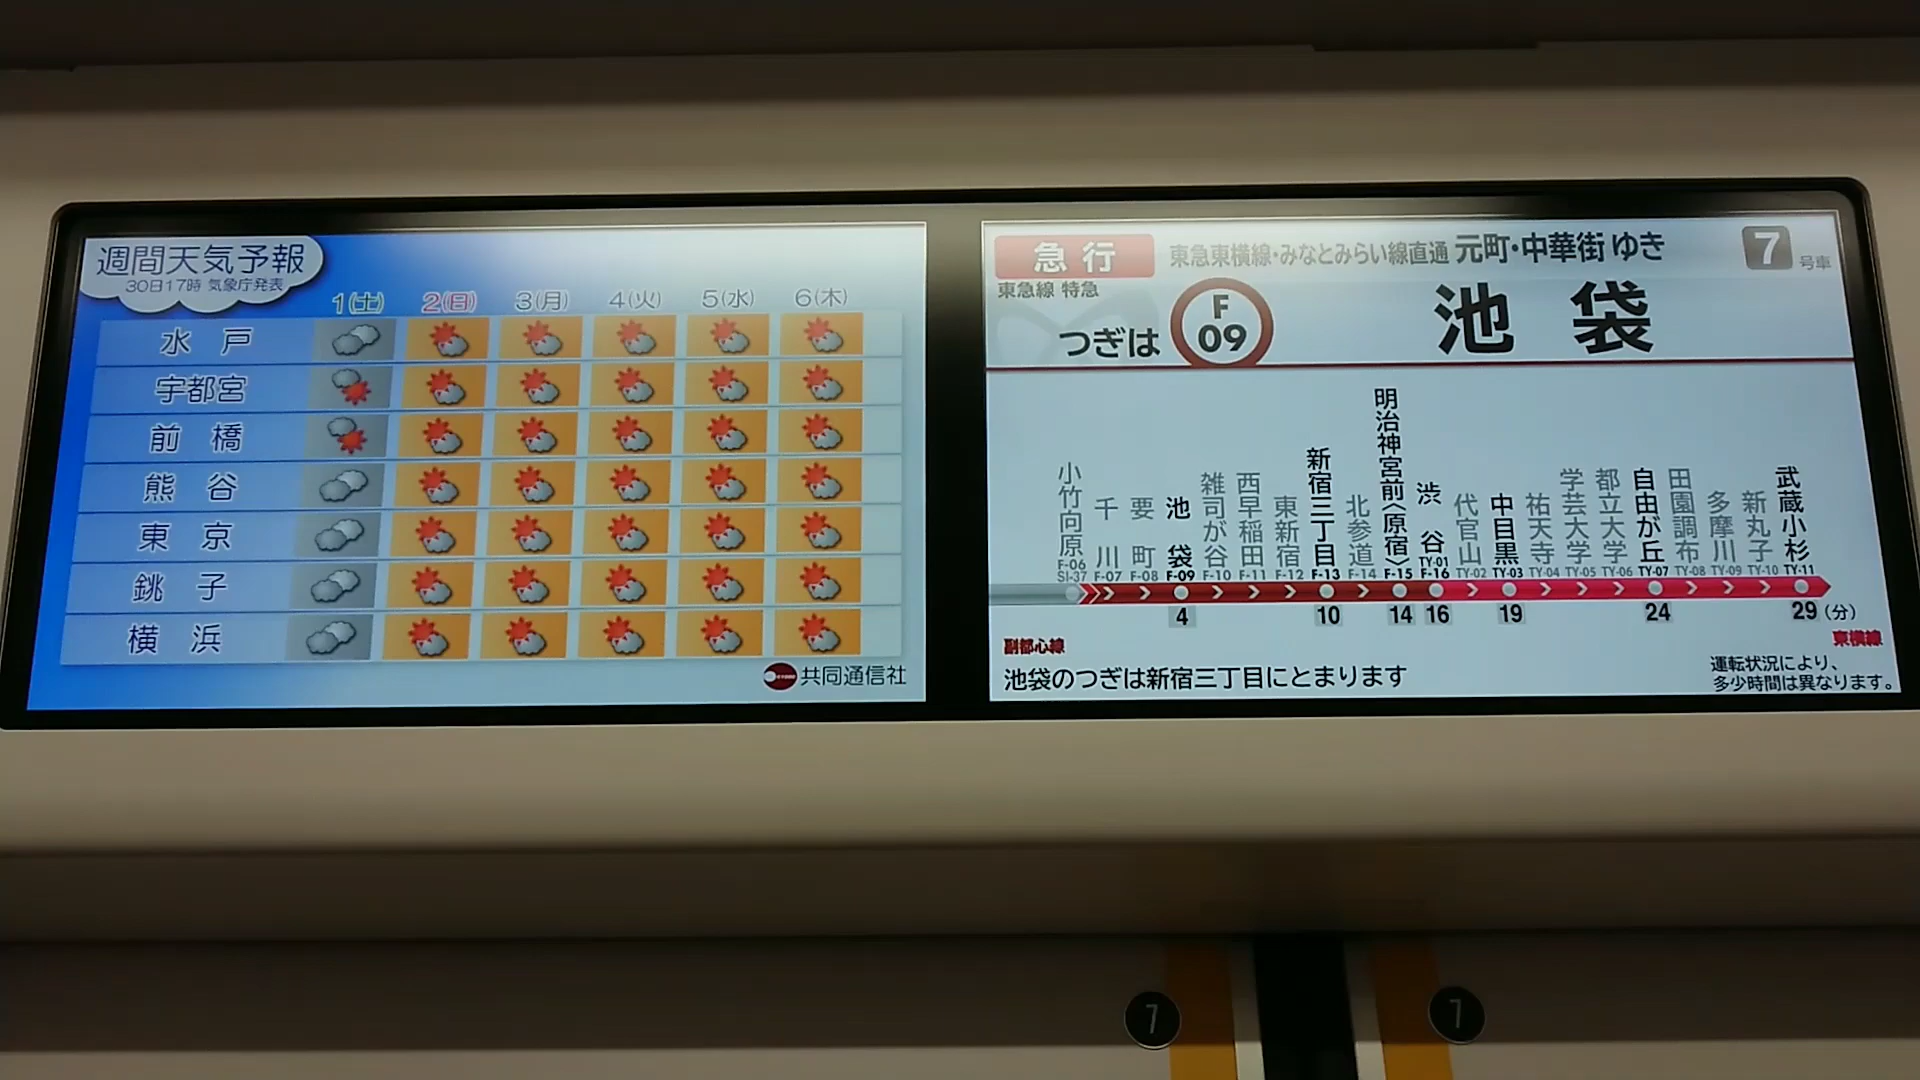 週間天気予報
30日17時 気象庁発表
1(土) 2(日) 3(月) 4(火) 5(水) 6(木)
水戸
宇都宮
前橋
熊谷
東京
銚子
横浜
共同通信社
急行 東急東横線・みなとみらい線直通 元町・中華街 ゆき 7号車
東急線 特急
つぎは F 09 池袋
小竹向原 千川 要町 池袋 雑司が谷 西早稲田 東新宿 新宿三丁目 北参道 明治神宮前〈原宿〉 渋谷 代官山 中目黒 祐天寺 学芸大学 都立大学 自由が丘 田園調布 多摩川 新丸子 武蔵小杉
F-06 TY-01
SI-37 F-07 F-08 F-09 F-10 F-11 F-12 F-13 F-14 F-15 F-16 TY-02 TY-03 TY-04 TY-05 TY-06 TY-07 TY-08 TY-09 TY-10 TY-11
4 10 14 16 19 24 29 (分)
副都心線 東横線
池袋のつぎは新宿三丁目にとまります
運転状況により、
多少時間は異なります。
7 7